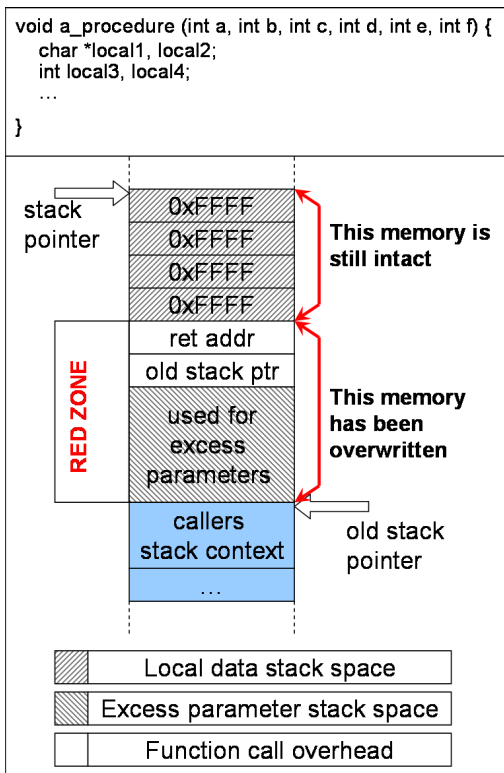 void a_procedure (int a, int b, int c, int d, int e, int f) {
char *local1, local2;
int local3, local4;
…
}
stack
pointer
0xFFFF
0xFFFF
0xFFFF
0xFFFF
This memory is
still intact
RED ZONE
ret addr
old stack ptr
used for
excess
parameters
This memory
has been
overwritten
callers
stack context
…
old stack
pointer
Local data stack space
Excess parameter stack space
Function call overhead